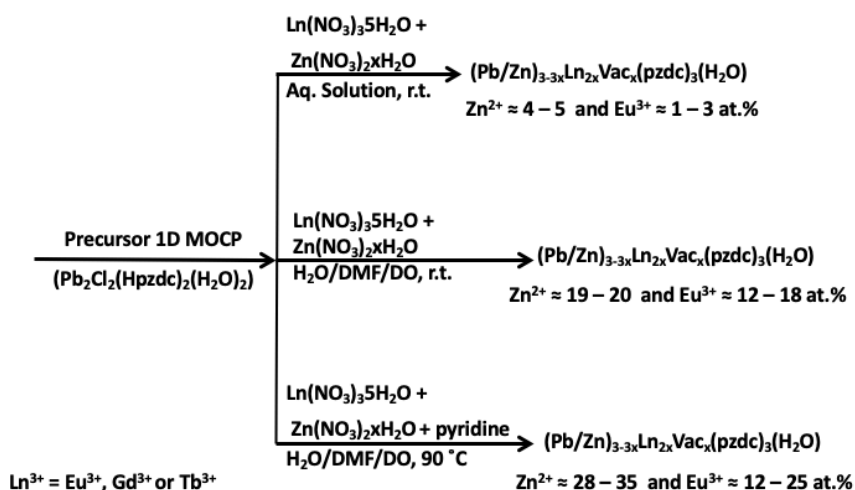 Ln(NO₃)₃5H₂O +
Zn(NO₃)₂xH₂O
Aq. Solution, r.t.
(Pb/Zn)₃₋₃ₓLn₂ₓVacₓ(pzdc)₃(H₂O)
Zn²⁺ ≈ 4 – 5 and Eu³⁺ ≈ 1 – 3 at.%
Precursor 1D MOCP
(Pb₂Cl₂(Hpzdc)₂(H₂O)₂)
Ln(NO₃)₃5H₂O +
Zn(NO₃)₂xH₂O
H₂O/DMF/DO, r.t.
(Pb/Zn)₃₋₃ₓLn₂ₓVacₓ(pzdc)₃(H₂O)
Zn²⁺ ≈ 19 – 20 and Eu³⁺ ≈ 12 – 18 at.%
Ln(NO₃)₃5H₂O +
Zn(NO₃)₂xH₂O + pyridine
H₂O/DMF/DO, 90 ˚C
(Pb/Zn)₃₋₃ₓLn₂ₓVacₓ(pzdc)₃(H₂O)
Zn²⁺ ≈ 28 – 35 and Eu³⁺ ≈ 12 – 25 at.%
Ln³⁺ = Eu³⁺, Gd³⁺ or Tb³⁺